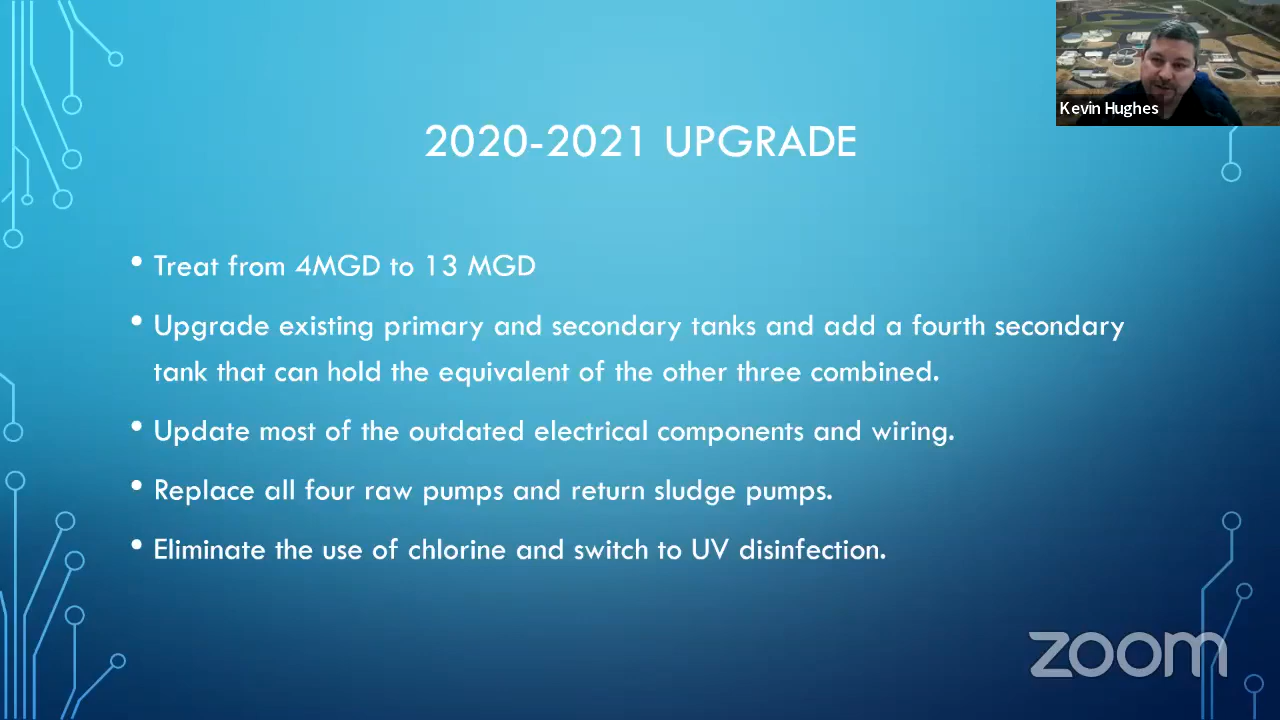 Kevin Hughes
2020-2021 UPGRADE
• Treat from 4MGD to 13 MGD
• Upgrade existing primary and secondary tanks and add a fourth secondary
tank that can hold the equivalent of the other three combined.
• Update most of the outdated electrical components and wiring.
• Replace all four raw pumps and return sludge pumps.
• Eliminate the use of chlorine and switch to UV disinfection.
zoom